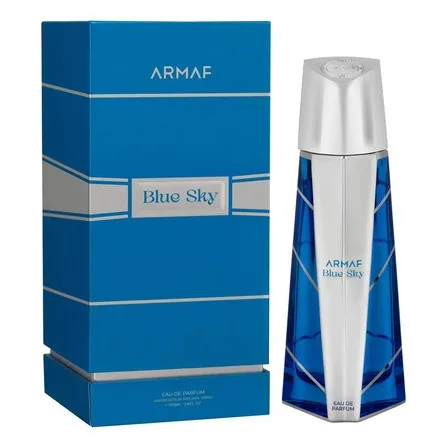 ARMAF
Blue Sky
EAU DE PARFUM
ARMAF
Blue Sky
EAU DE
PARFUM